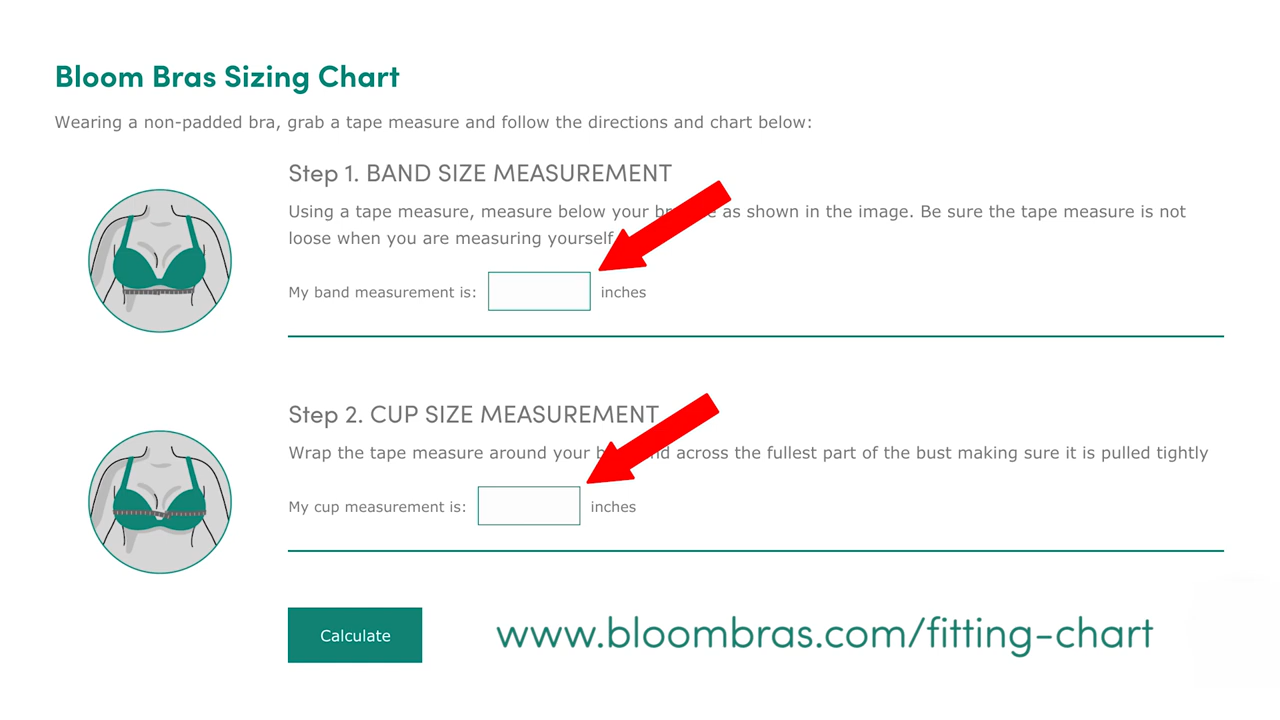 Bloom Bras Sizing Chart
Wearing a non-padded bra, grab a tape measure and follow the directions and chart below:
Step 1. BAND SIZE MEASUREMENT
Using a tape measure, measure below your as shown in the image. Be sure the tape measure is not
loose when you are measuring yourself
My band measurement is: inches
Step 2. CUP SIZE MEASUREMENT
Wrap the tape measure around your across the fullest part of the bust making sure it is pulled tightly
My cup measurement is: inches
Calculate
www.bloombras.com/fitting-chart